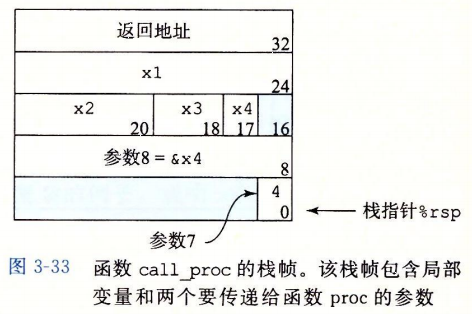 返回地址
32
x1
24
x2 x3 x4
20 18 17 16
参数8 = &x4
8
4
0 栈指针%rsp
参数7
图 3-33 函数 call_proc 的栈帧。该栈帧包含局部
变量和两个要传递给函数 proc 的参数